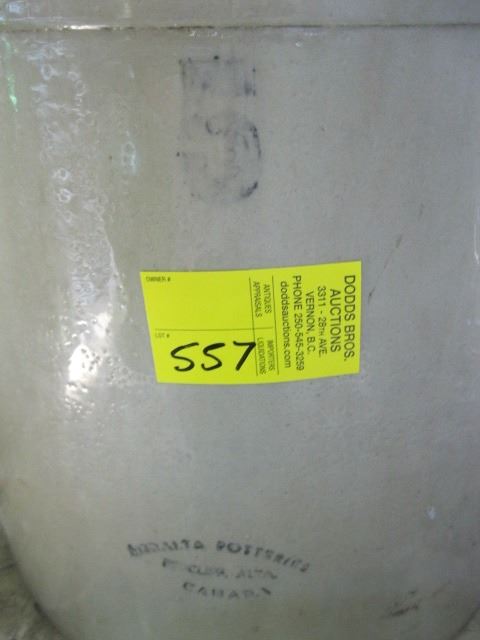 5
OWNER #
LOT #
557
ANTIQUES
APPRAISALS
IMPORTERS
LIQUIDATIONS
DODDS BROS.
AUCTIONS
3311 - 28TH AVE.
VERNON, B.C.
PHONE 250-545-3259
doddsauctions.com
POTTERIES
CANADA